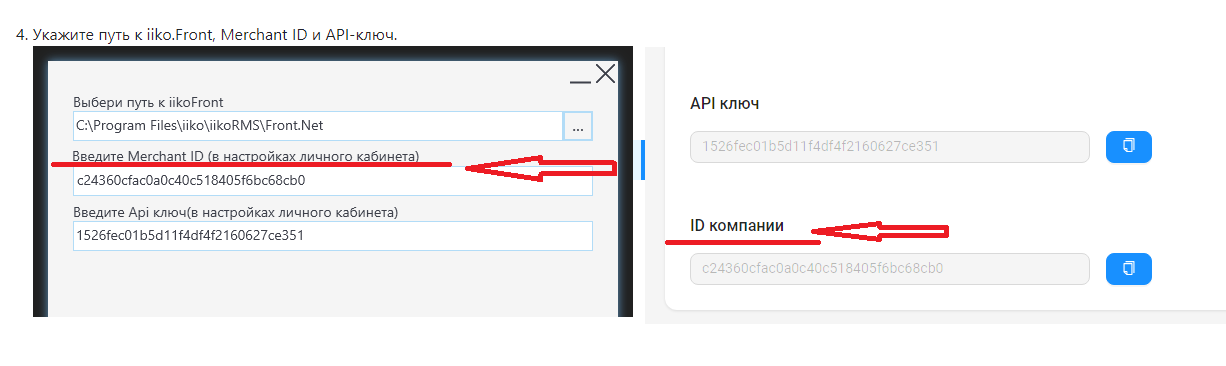 4. Укажите путь к iiko.Front, Merchant ID и API-ключ.
Выбери путь к iikoFront
C:\Program Files\iiko\iikoRMS\Front.Net
...
Введите Merchant ID (в настройках личного кабинета)
c24360cfac0a0c40c518405f6bc68cb0
Введите Api ключ(в настройках личного кабинета)
1526fec01b5d11f4df4f2160627ce351
API ключ
1526fec01b5d11f4df4f2160627ce351
ID компании
c24360cfac0a0c40c518405f6bc68cb0